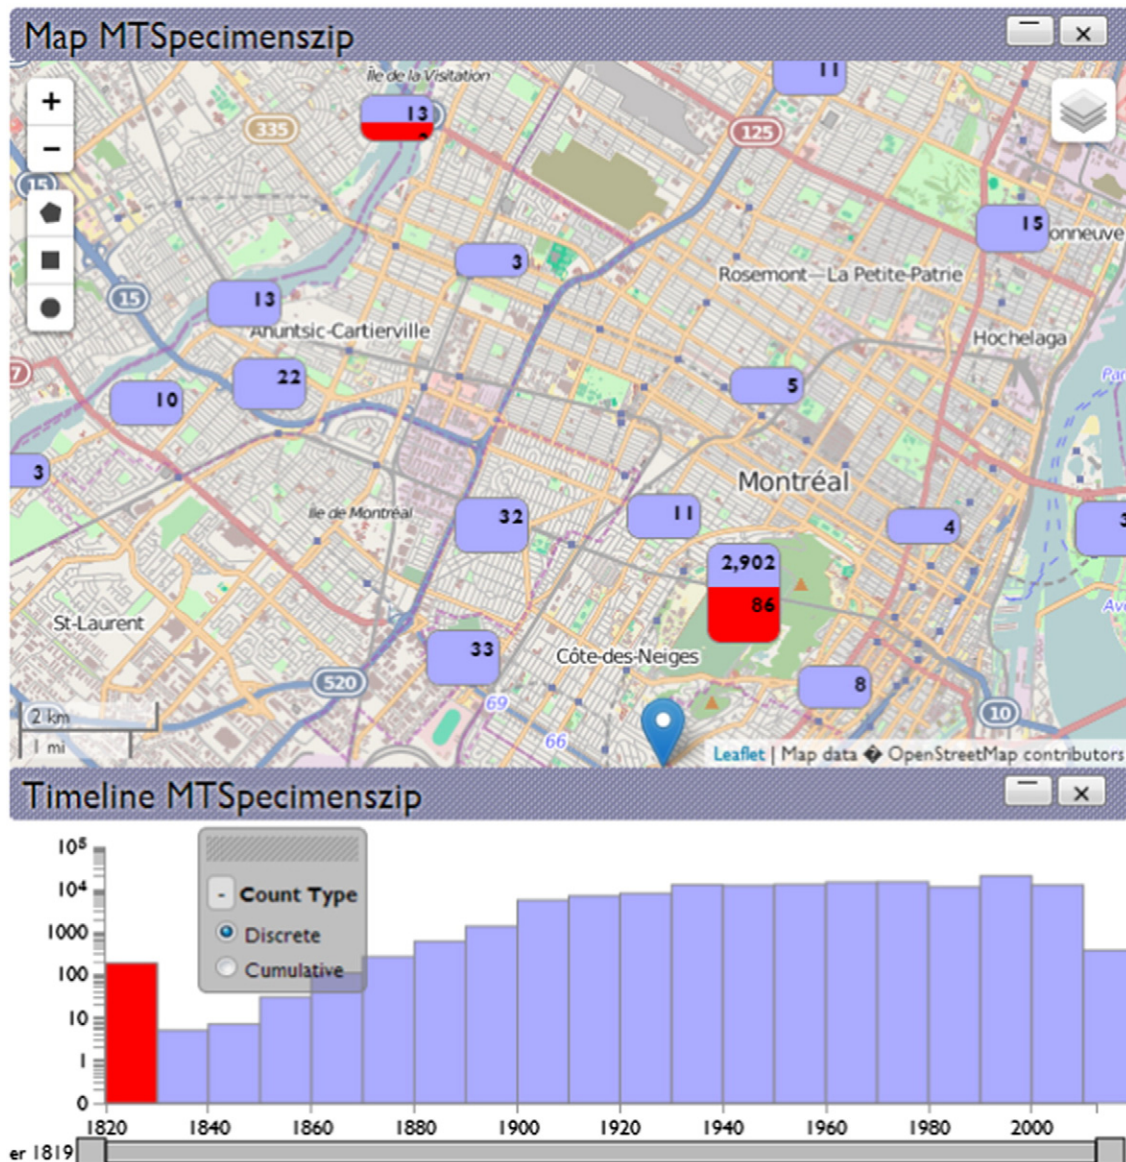 Map MTSpecimenszip
Île de la Visitation
11
13
335
125
15
15
onneuve
3
Rosemont—La Petite-Patrie
15
13
Ahuntsic-Cartierville
Hochelaga
7
22
5
10
3
Montréal
32
Ile de Montréal
11
4
2,902
86
St-Laurent
33
Côte-des-Neiges
8
520
69
10
2 km
1 mi
66
Leaflet | Map data � OpenStreetMap contributors
Timeline MTSpecimenszip
10⁵
10⁴
1000
100
10
1
0
- Count Type
Discrete
Cumulative
1820 1840 1860 1880 1900 1920 1940 1960 1980 2000
er 1819